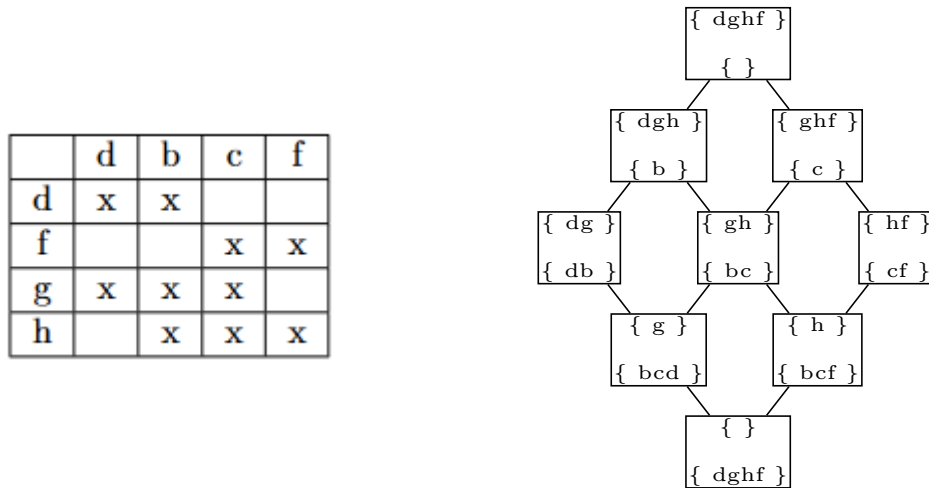 d b c f
d x x
f x x
g x x x
h x x x
{ dghf }
{ }
{ dgh }
{ b }
{ ghf }
{ c }
{ dg }
{ db }
{ gh }
{ bc }
{ hf }
{ cf }
{ g }
{ bcd }
{ h }
{ bcf }
{ }
{ dghf }